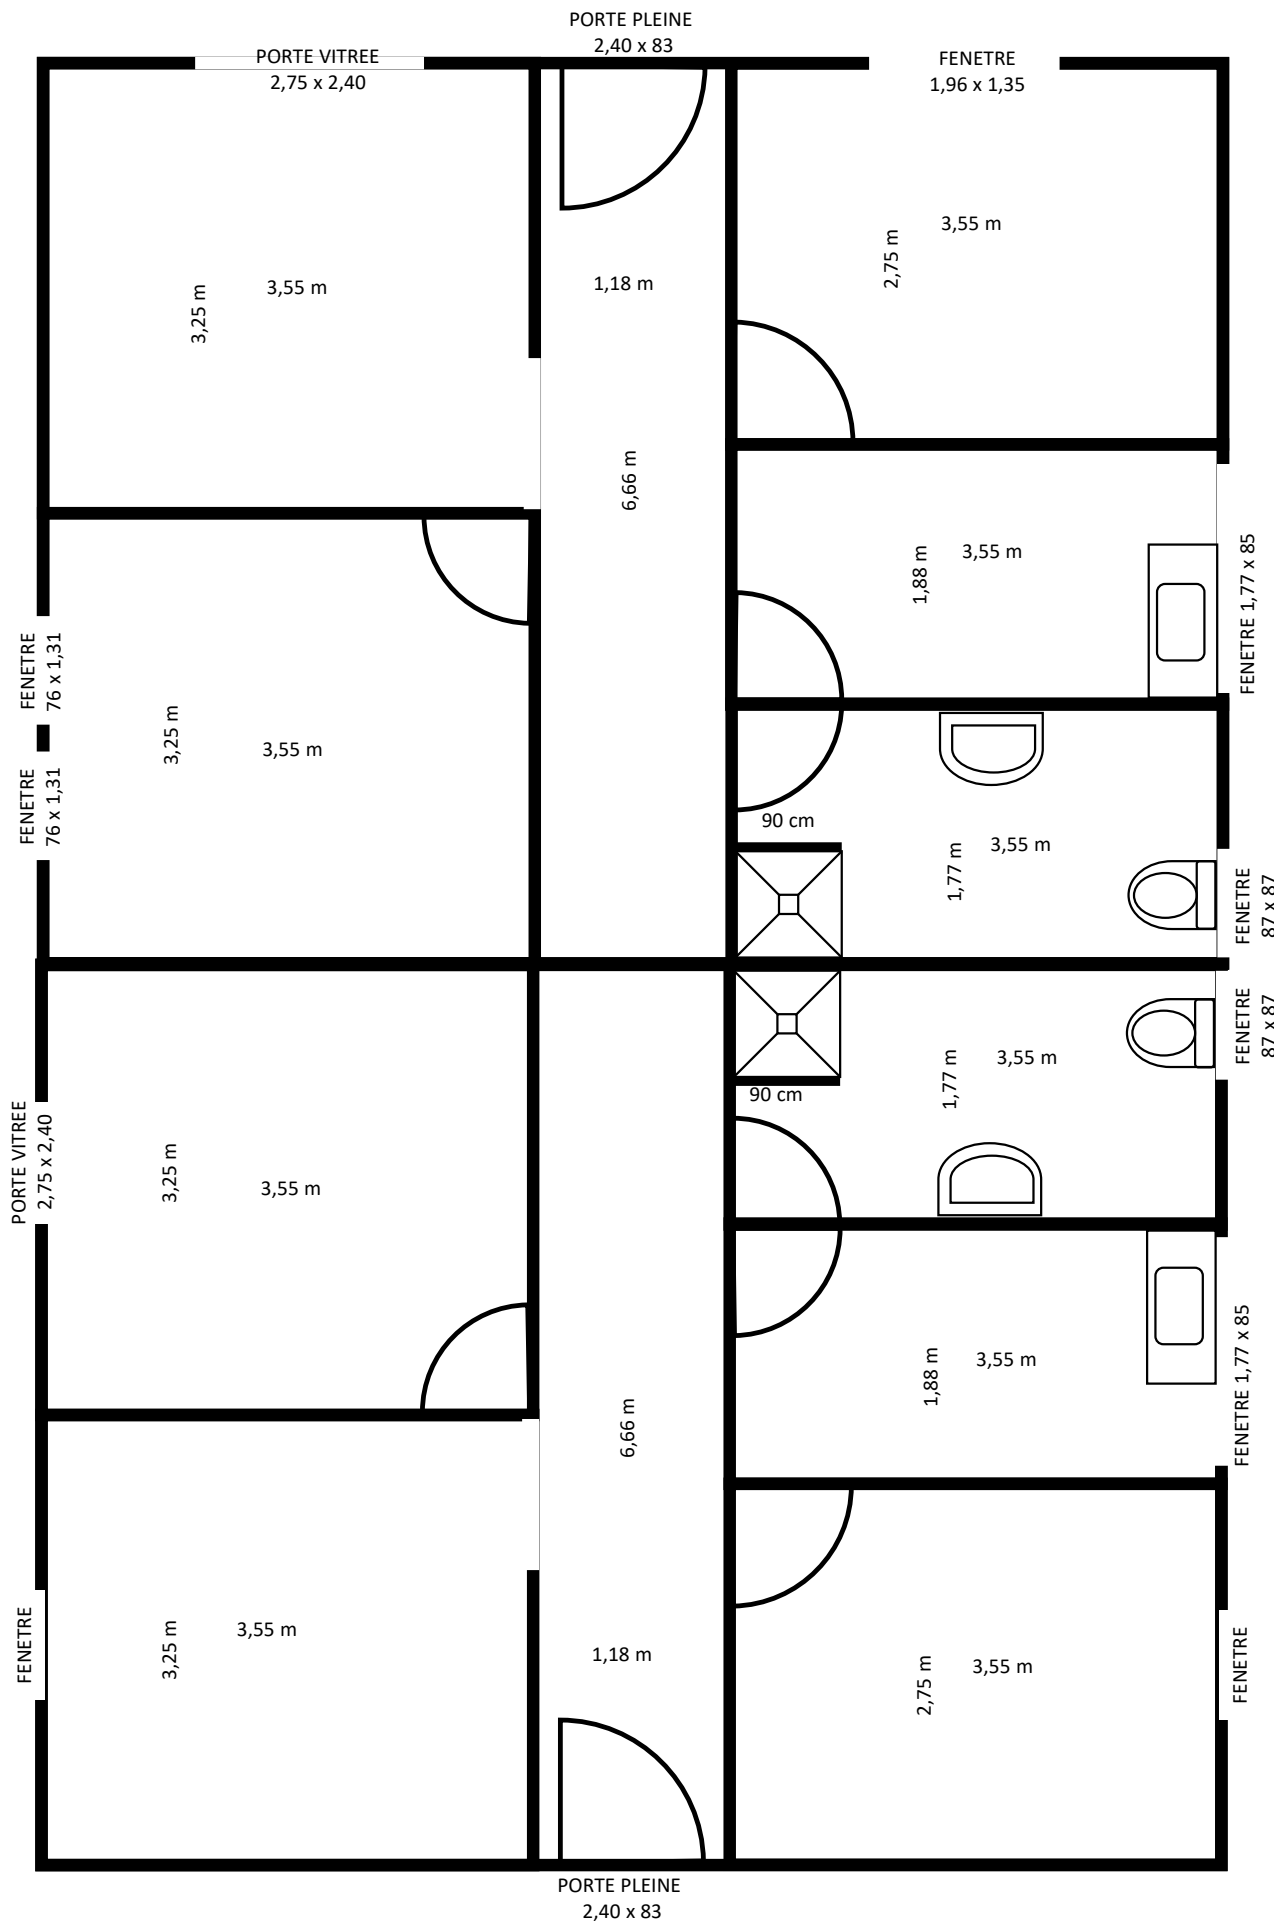 PORTE PLEINE
2,40 x 83
PORTE VITREE
2,75 x 2,40
FENETRE
1,96 x 1,35
3,55 m
2,75 m
3,55 m
3,25 m
1,18 m
6,66 m
3,55 m
1,88 m
FENETRE 1,77 x 85
FENETRE
76 x 1,31
3,25 m
3,55 m
FENETRE
76 x 1,31
90 cm
3,55 m
1,77 m
FENETRE
87 x 87
FENETRE
87 x 87
3,55 m
1,77 m
90 cm
PORTE VITREE
2,75 x 2,40
3,25 m
3,55 m
3,55 m
1,88 m
FENETRE 1,77 x 85
6,66 m
FENETRE
3,25 m
3,55 m
1,18 m
2,75 m
3,55 m
FENETRE
PORTE PLEINE
2,40 x 83